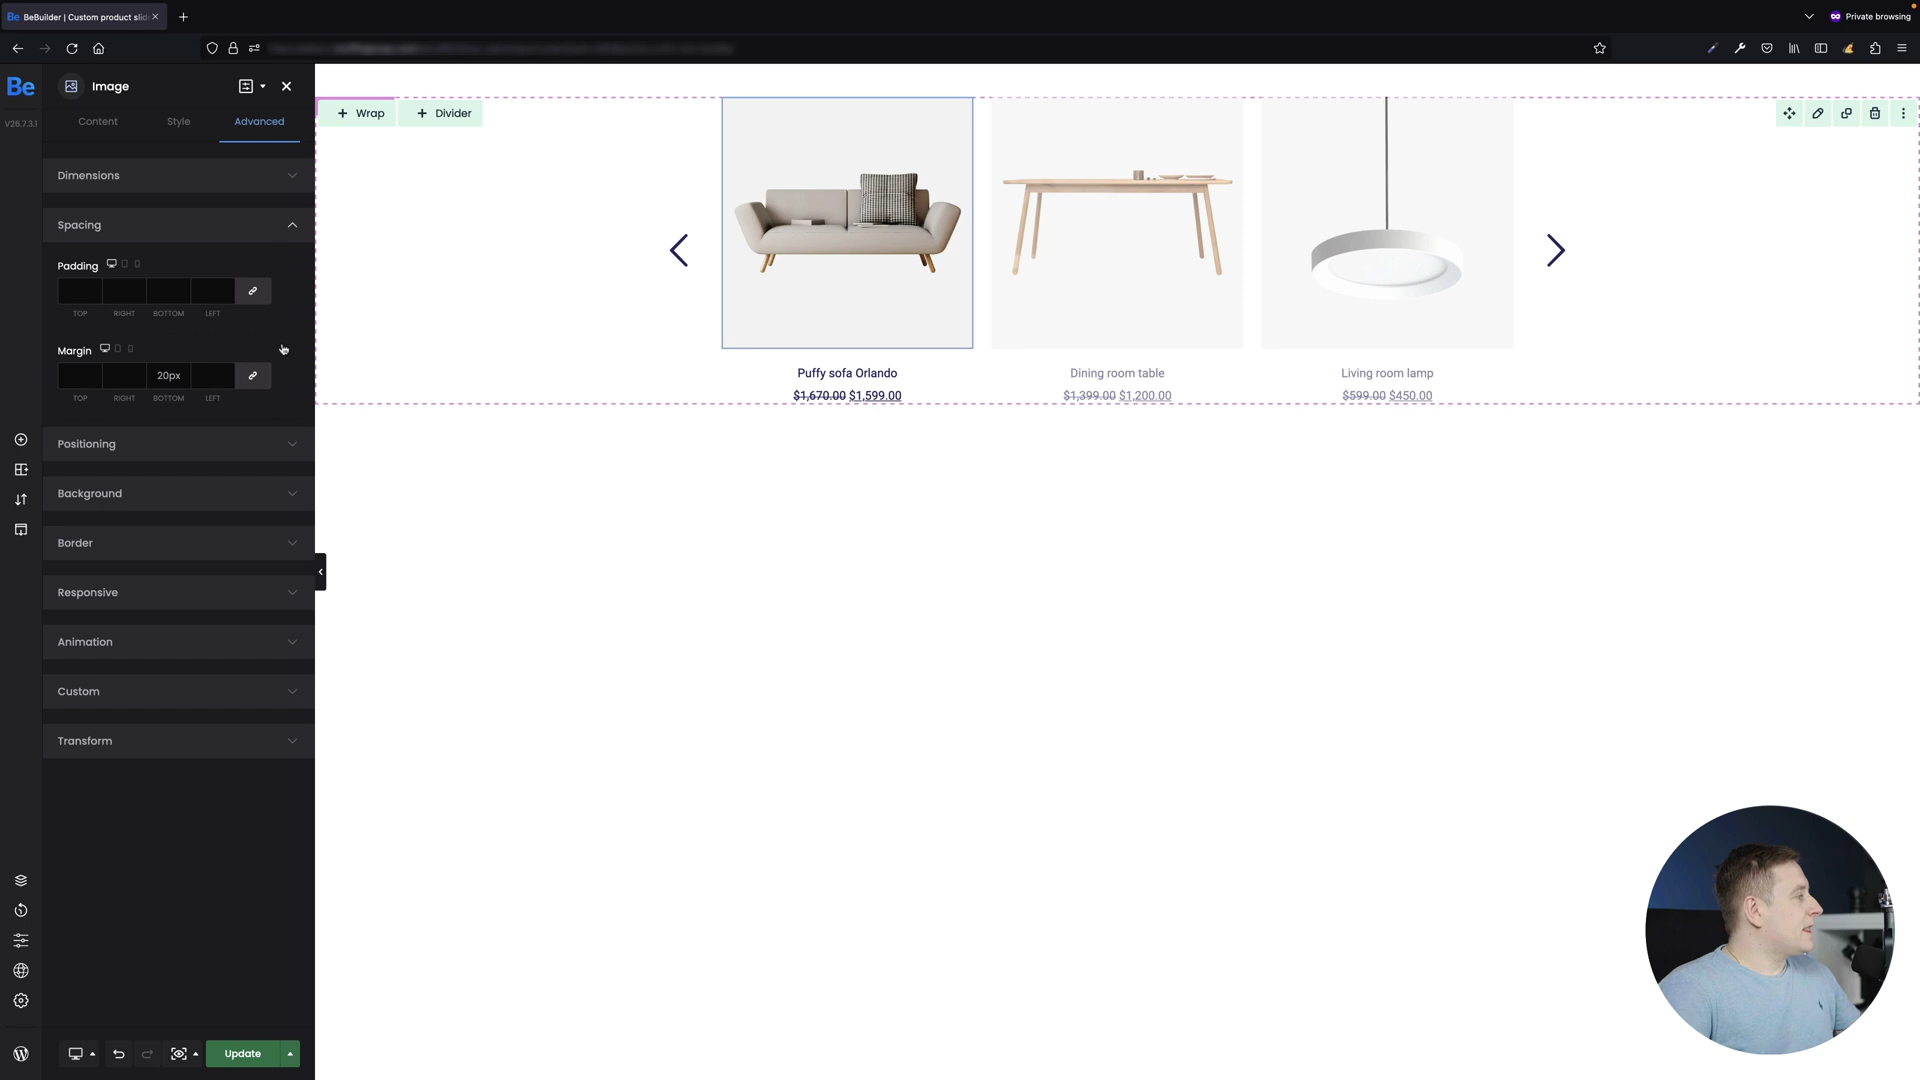 Be BeBuilder | Custom product slid
Private browsing
Be
V26.7.3.1
Image
Content Style Advanced
Dimensions
Spacing
Padding
TOP RIGHT BOTTOM LEFT
Margin
20px
TOP RIGHT BOTTOM LEFT
Positioning
Background
Border
Responsive
Animation
Custom
Transform
Update
+ Wrap + Divider
Puffy sofa Orlando
$1,670.00 $1,599.00
Dining room table
$1,399.00 $1,200.00
Living room lamp
$599.00 $450.00